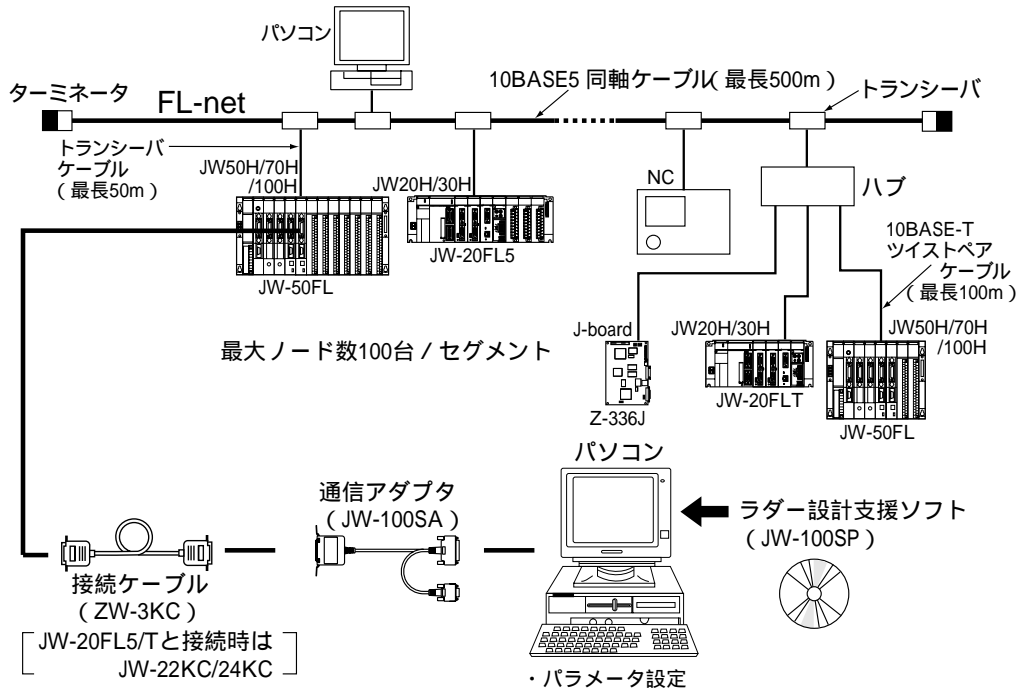 パソコン
ターミネータ
FL-net
10BASE5 同軸ケーブル(最長500m)
トランシーバ
トランシーバ
ケーブル
(最長50m)
JW50H/70H
/100H
JW-50FL
JW20H/30H
JW-20FL5
NC
ハブ
10BASE-T
ツイストペア
ケーブル
(最長100m)
最大ノード数100台/セグメント
J-board
Z-336J
JW20H/30H
JW-20FLT
JW50H/70H
/100H
JW-50FL
パソコン
通信アダプタ
(JW-100SA)
ラダー設計支援ソフト
(JW-100SP)
接続ケーブル
(ZW-3KC)
JW-20FL5/Tと接続時は
JW-22KC/24KC
・パラメータ設定